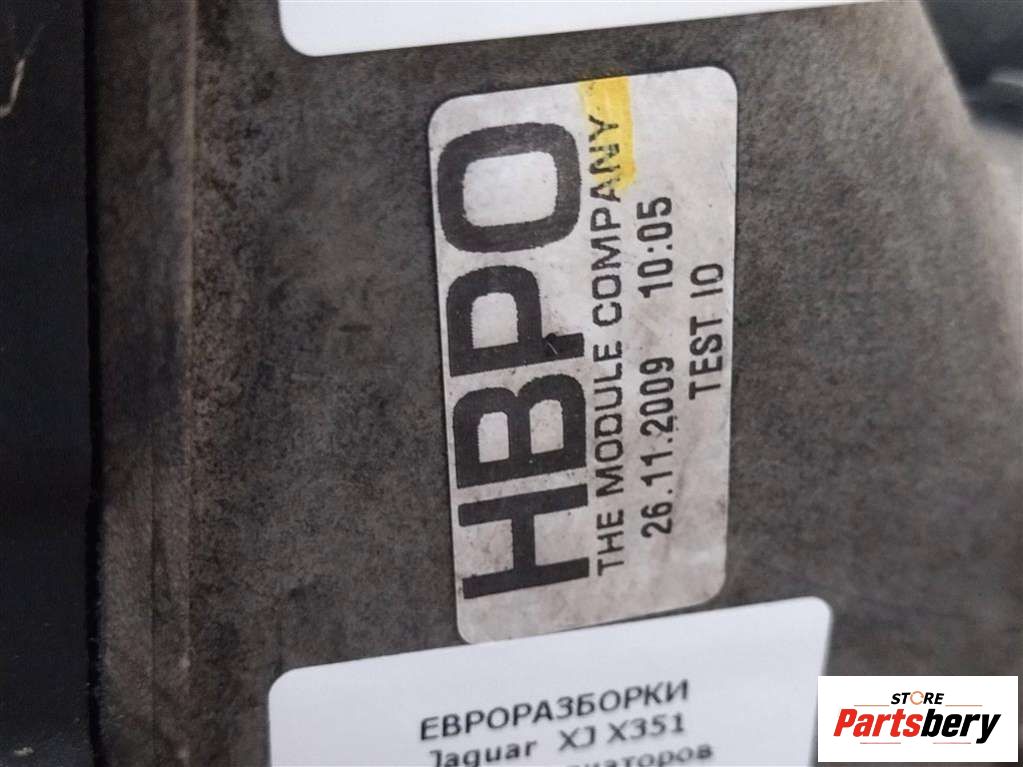 HBPO
THE MODULE COMPANY
26.11.2009 10:05
TEST IO
ЕВРОРАЗБОРКИ
Jaguar XJ X351
STORE
Partsbery